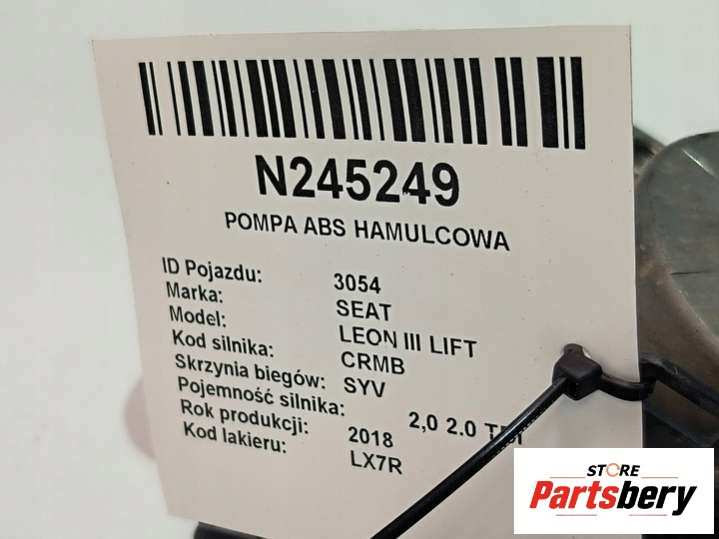 N245249
POMPA ABS HAMULCOWA
ID Pojazdu: 3054
Marka: SEAT
Model: LEON III LIFT
Kod silnika: CRMB
Skrzynia biegów: SYV
Pojemność silnika: 2,0 2.0 TDI
Rok produkcji: 2018
Kod lakieru: LX7R
STORE
Partsbery